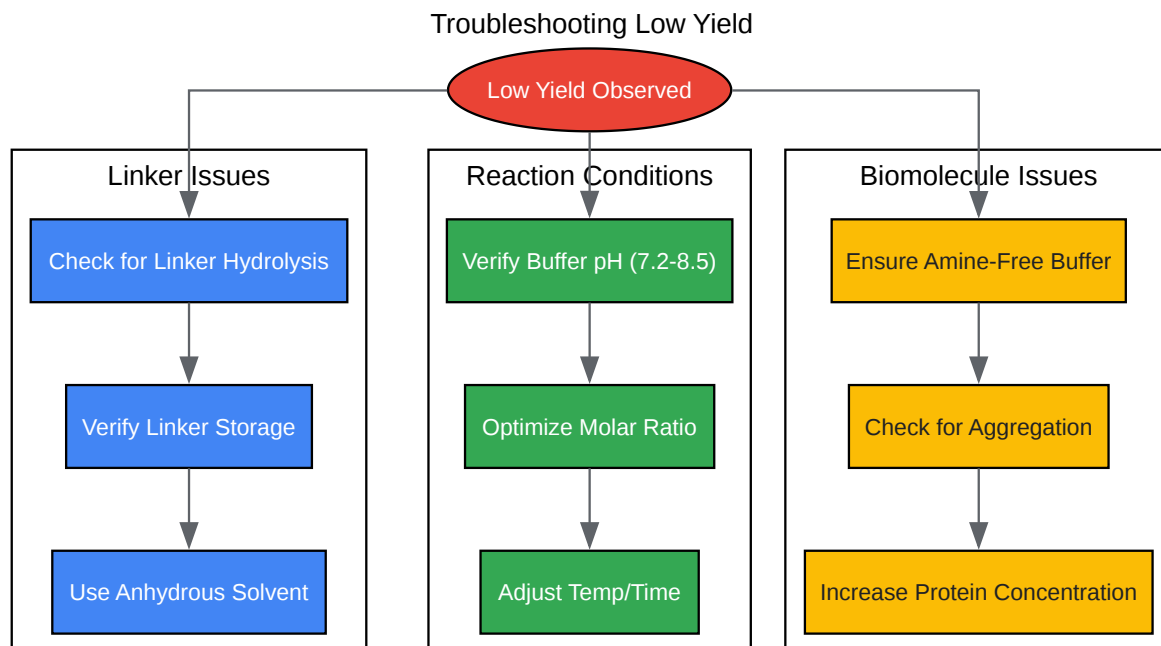 Troubleshooting Low Yield
Low Yield Observed
Linker Issues
Check for Linker Hydrolysis
Verify Linker Storage
Use Anhydrous Solvent
Reaction Conditions
Verify Buffer pH (7.2-8.5)
Optimize Molar Ratio
Adjust Temp/Time
Biomolecule Issues
Ensure Amine-Free Buffer
Check for Aggregation
Increase Protein Concentration